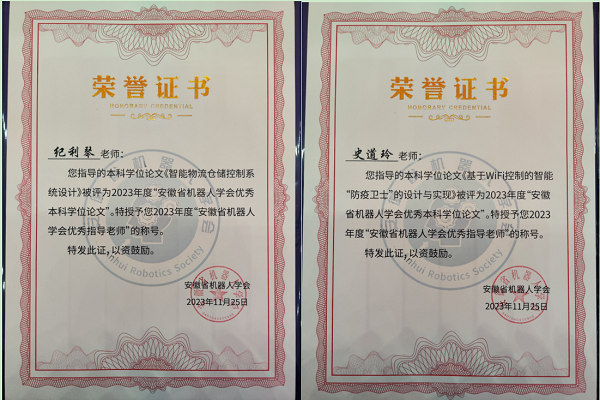 荣誉证书
HONORARY CREDENTIAL
纪利琴 老师：
您指导的本科学位论文《智能物流仓储控制系
统设计》被评为2023年度“安徽省机器人学会优秀
本科学位论文”。特授予您2023年度“安徽省机器人
学会优秀指导老师”的称号。
特发此证，以资鼓励。
Anhui Robotics Society
安徽省机器人学会
2023年11月25日
荣誉证书
HONORARY CREDENTIAL
史道玲 老师：
您指导的本科学位论文《基于WiFi控制的智能
“防疫卫士”的设计与实现》被评为2023年度“安徽
省机器人学会优秀本科学位论文”。特授予您2023
年度“安徽省机器人学会优秀指导老师”的称号。
特发此证，以资鼓励。
Anhui Robotics Society
安徽省机器人学会
2023年11月25日